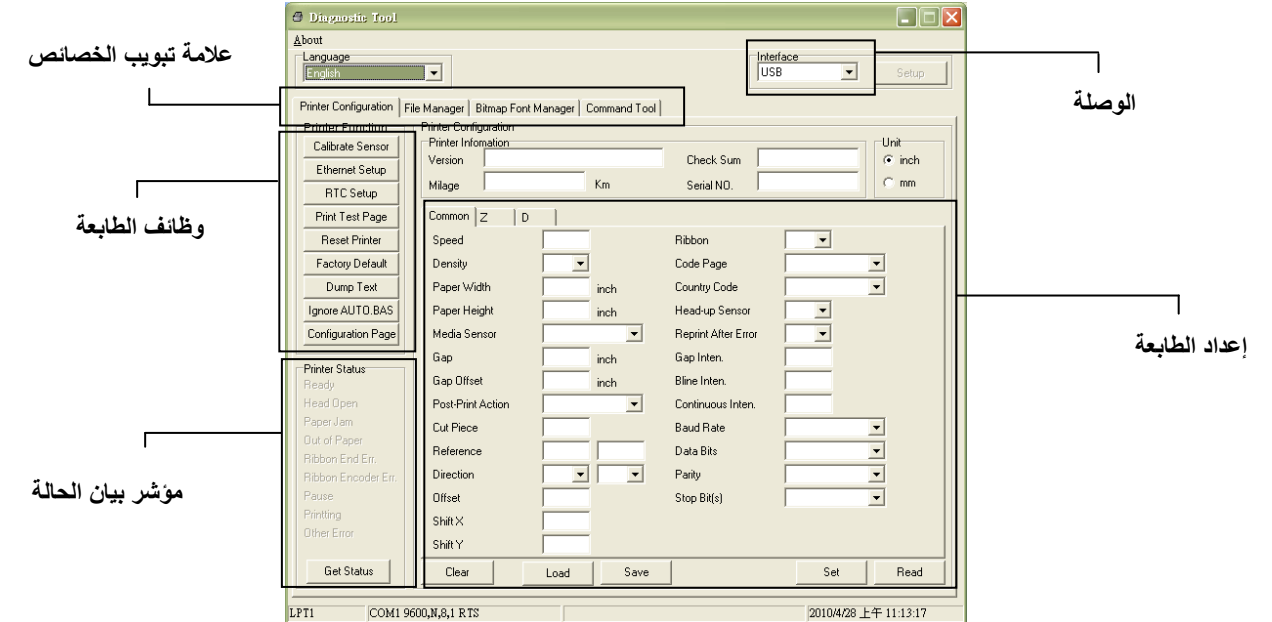 Diagnostic Tool
About
Language
English
Interface
USB
Setup
علامة تبويب الخصائص
الوصلة
Printer Configuration File Manager Bitmap Font Manager Command Tool
Printer Function
Calibrate Sensor
Ethernet Setup
RTC Setup
Print Test Page
Reset Printer
Factory Default
Dump Text
Ignore AUTO.BAS
Configuration Page
وظائف الطابعة
Printer Configuration
Printer Infomation
Version
Check Sum
Milage
Km
Serial NO.
Unit
inch
mm
Common Z D
Speed
Ribbon
Density
Code Page
Paper Width inch
Country Code
Paper Height inch
Head-up Sensor
Media Sensor
Reprint After Error
Gap inch
Gap Inten.
Gap Offset inch
Bline Inten.
Post-Print Action
Continuous Inten.
Cut Piece
Baud Rate
Reference
Data Bits
Direction
Parity
Offset
Stop Bit(s)
Shift X
Shift Y
إعداد الطابعة
Printer Status
Ready
Head Open
Paper Jam
Out of Paper
Ribbon End Err.
Ribbon Encoder Err.
Pause
Printting
Other Error
Get Status
مؤشر بيان الحالة
Clear Load Save Set Read
LPT1 COM1 9600,N,8,1 RTS 2010/4/28 上午 11:13:17